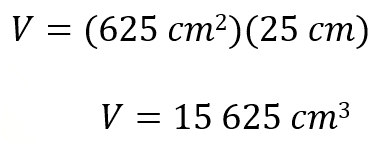 V = (625 cm²)(25 cm)
V = 15 625 cm³